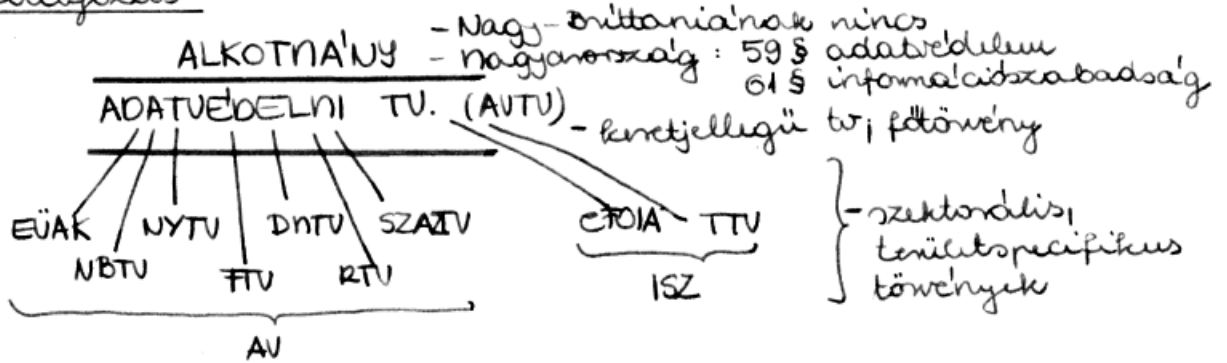 - Nagy-Brittaniának nincs
ALKOTMÁNY - Magyarország : 59 § adatvédelem
61 § információszabadság
ADATVÉDELMI TV. (AVTV) - keretjellegű tv; főtörvény
EÜAK NYTV DMTV SZAZTV eFOIA TTV
NBTV FTV RTV
ISZ
- szektorális,
területspecifikus
törvények
AV